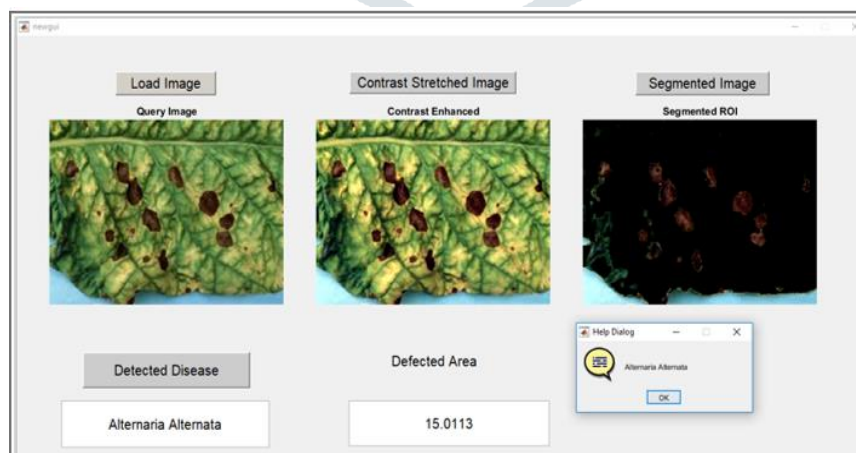 newgui
Load Image
Contrast Stretched Image
Segmented Image
Query Image
Contrast Enhanced
Segmented ROI
Help Dialog
Alternaria Alternata
OK
Detected Disease
Defected Area
Alternaria Alternata
15.0113